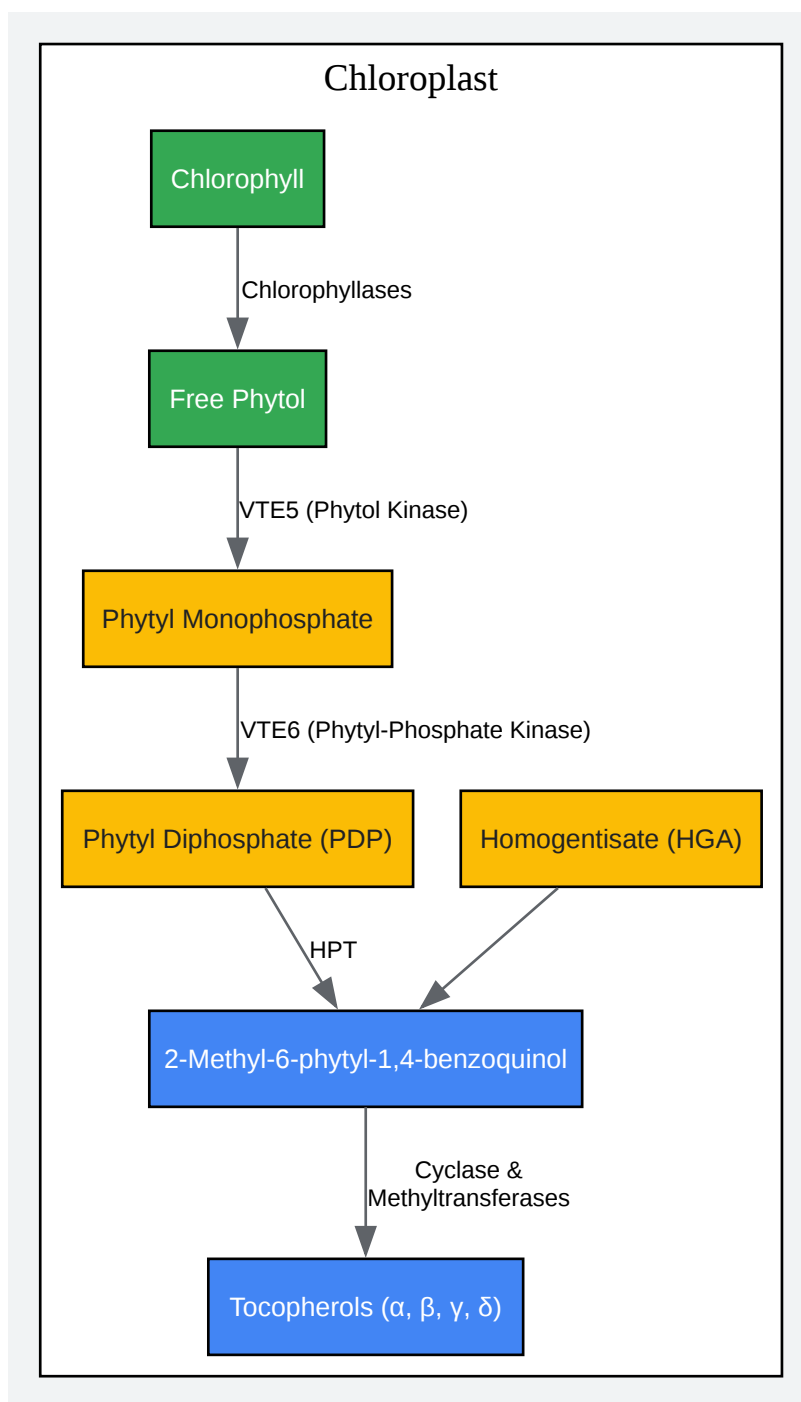 Chloroplast
Chlorophyll
Chlorophyllases
Free Phytol
VTE5 (Phytol Kinase)
Phytyl Monophosphate
VTE6 (Phytyl-Phosphate Kinase)
Phytyl Diphosphate (PDP)
Homogentisate (HGA)
HPT
2-Methyl-6-phytyl-1,4-benzoquinol
Cyclase &
Methyltransferases
Tocopherols (α, β, γ, δ)